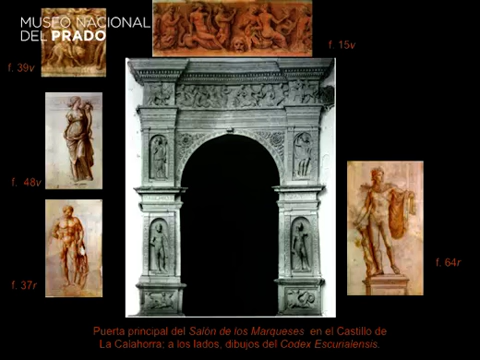 MUSEO NACIONAL
DEL PRADO
f. 15v
f. 39v
f. 48v
f. 37r
f. 64r
Puerta principal del Salón de los Marqueses en el Castillo de
La Calahorra; a los lados, dibujos del Codex Escurialensis.